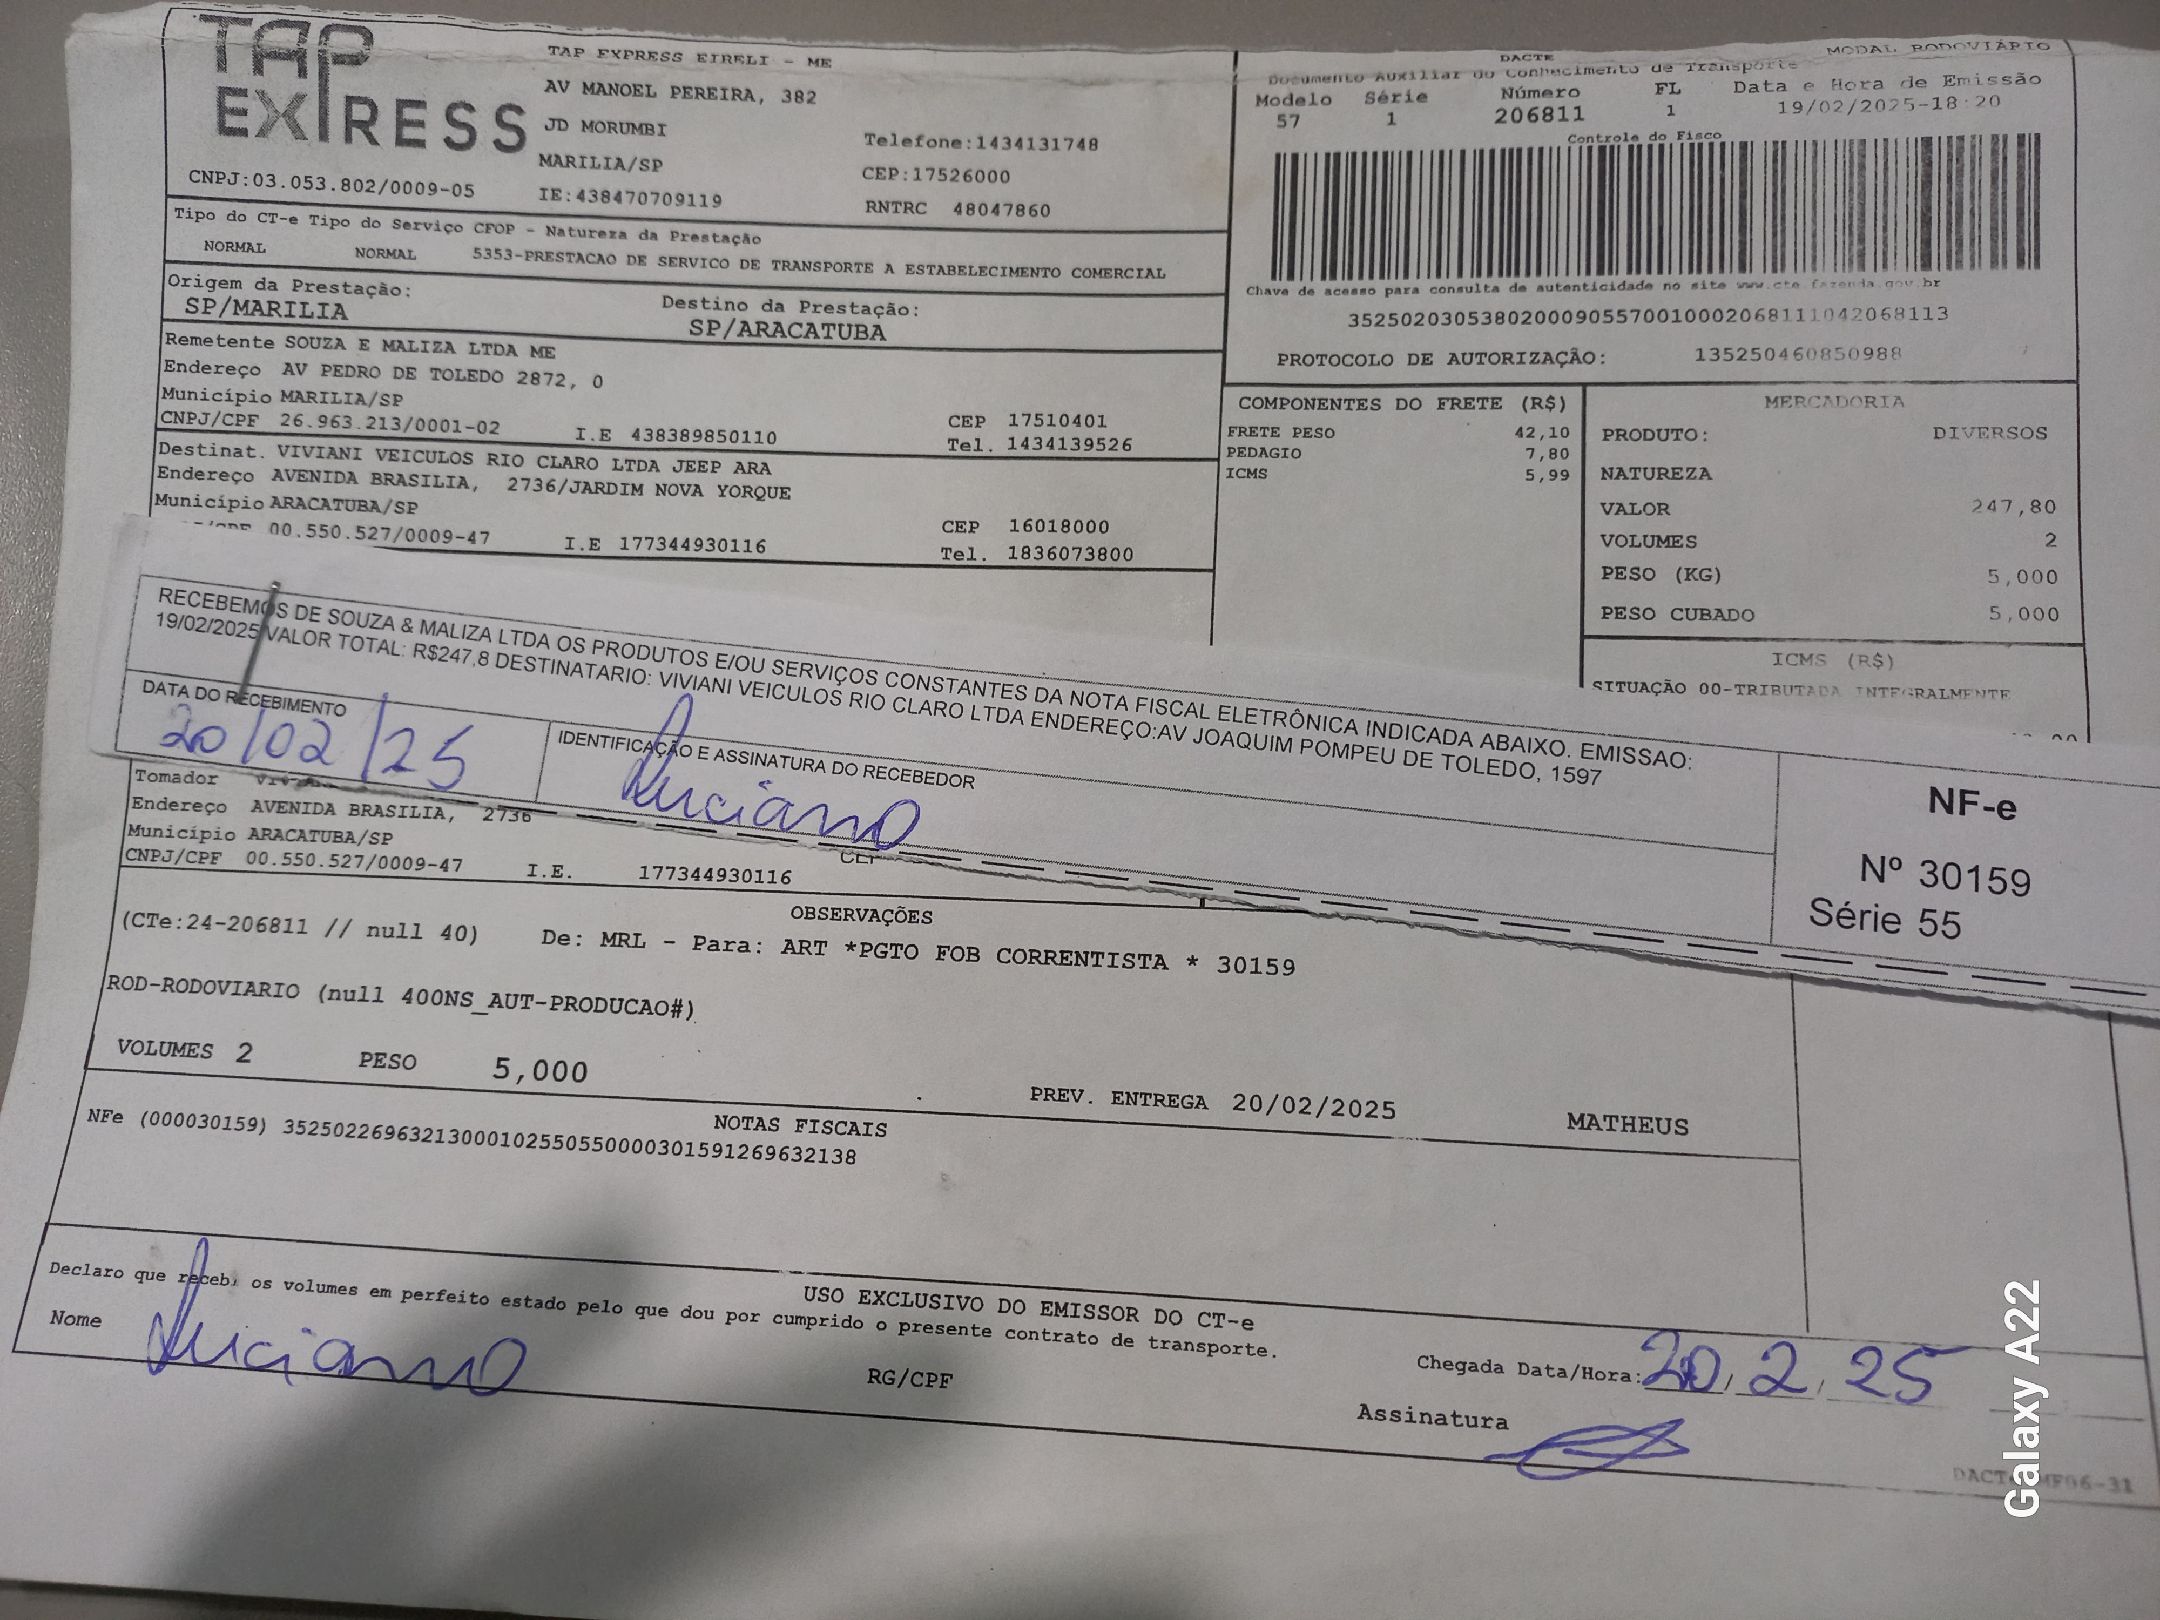 TAP EXPRESS
TAP EXPRESS EIRELI - ME
AV MANOEL PEREIRA, 382
JD MORUMBI
Telefone:1434131748
MARILIA/SP
CEP:17526000
CNPJ:03.053.802/0009-05
IE:438470709119
RNTRC 48047860
DACTE
MODAL RODOVIÁRIO
Documento Auxiliar do Conhecimento de Transporte
Modelo Série Número FL Data e Hora de Emissão
57 1 206811 1 19/02/2025-18:20
Controle do Fisco
Chave de acesso para consulta de autenticidade no site www.cte.fazenda.gov.br
35250203053802000905570010002068111042068113
PROTOCOLO DE AUTORIZAÇÃO: 135250460850988
Tipo do CT-e Tipo do Serviço CFOP - Natureza da Prestação
NORMAL NORMAL 5353-PRESTACAO DE SERVICO DE TRANSPORTE A ESTABELECIMENTO COMERCIAL
Origem da Prestação: Destino da Prestação:
SP/MARILIA SP/ARACATUBA
Remetente SOUZA E MALIZA LTDA ME
Endereço AV PEDRO DE TOLEDO 2872, 0
Município MARILIA/SP CEP 17510401
CNPJ/CPF 26.963.213/0001-02 I.E 438389850110 Tel. 1434139526
Destinat. VIVIANI VEICULOS RIO CLARO LTDA JEEP ARA
Endereço AVENIDA BRASILIA, 2736/JARDIM NOVA YORQUE
Município ARACATUBA/SP CEP 16018000
00.550.527/0009-47 I.E 177344930116 Tel. 1836073800
COMPONENTES DO FRETE (R$)
FRETE PESO 42,10
PEDAGIO 7,80
ICMS 5,99
MERCADORIA
PRODUTO: DIVERSOS
NATUREZA
VALOR 247,80
VOLUMES 2
PESO (KG) 5,000
PESO CUBADO 5,000
ICMS (R$)
SITUAÇÃO 00-TRIBUTADA INTEGRALMENTE
RECEBEMOS DE SOUZA & MALIZA LTDA OS PRODUTOS E/OU SERVIÇOS CONSTANTES DA NOTA FISCAL ELETRÔNICA INDICADA ABAIXO. EMISSAO:
19/02/2025 VALOR TOTAL: R$247,8 DESTINATARIO: VIVIANI VEICULOS RIO CLARO LTDA ENDEREÇO:AV JOAQUIM POMPEU DE TOLEDO, 1597
DATA DO RECEBIMENTO
20/02/25
IDENTIFICAÇÃO E ASSINATURA DO RECEBEDOR
Luciano
NF-e
Nº 30159
Série 55
Tomador
Endereço AVENIDA BRASILIA, 2736
Município ARACATUBA/SP
CNPJ/CPF 00.550.527/0009-47 I.E. 177344930116
OBSERVAÇÕES
(CTe:24-206811 // null 40) De: MRL - Para: ART *PGTO FOB CORRENTISTA * 30159
ROD-RODOVIARIO (null 400NS_AUT-PRODUCAO#)
VOLUMES 2 PESO 5,000
PREV. ENTREGA 20/02/2025 MATHEUS
NOTAS FISCAIS
NFe (000030159) 35250226963213000102550550000301591269632138
USO EXCLUSIVO DO EMISSOR DO CT-e
Declaro que recebi os volumes em perfeito estado pelo que dou por cumprido o presente contrato de transporte.
Nome Luciano
RG/CPF
Chegada Data/Hora: 20/2/25
Assinatura
Galaxy A22